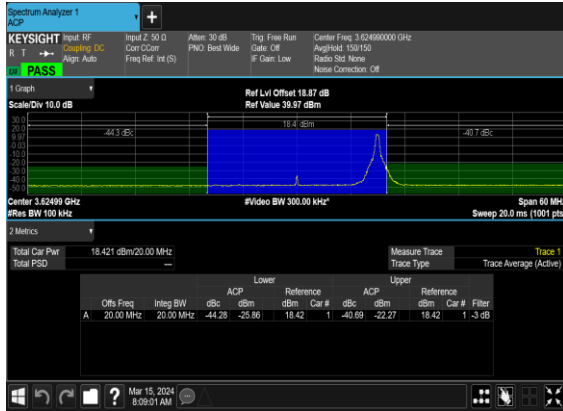 Spectrum Analyzer 1
ACP
+
KEYSIGHT Input: RF Input Z: 50 Ω Atten: 30 dB Trig: Free Run Center Freq: 3.624990000 GHz
R T Coupling: DC Corr CCorr PNO: Best Wide Gate: Off Avg|Hold: 150/150
Align: Auto Freq Ref: Int (S) IF Gain: Low Radio Std: None
PASS Noise Correction: Off
1 Graph Ref Lvl Offset 18.87 dB
Scale/Div 10.0 dB Ref Value 39.97 dBm
30.0
20.0 -44.3 dBc 18.4 dBm -40.7 dBc
9.97
-0.03
-10.0
-20.0
-30.0
-40.0
-50.0
Center 3.62499 GHz #Video BW 300.00 kHz* Span 60 MHz
#Res BW 100 kHz Sweep 20.0 ms (1001 pts
2 Metrics
Total Car Pwr 18.421 dBm/20.00 MHz Measure Trace Trace 1
Total PSD --- Trace Type Trace Average (Active)
Lower Upper
ACP Reference ACP Reference
Offs Freq Integ BW dBc dBm dBm Car # dBc dBm dBm Car # Filter
A 20.00 MHz 20.00 MHz -44.28 -25.86 18.42 1 -40.69 -22.27 18.42 1 -3 dB
? Mar 15, 2024
8:09:01 AM